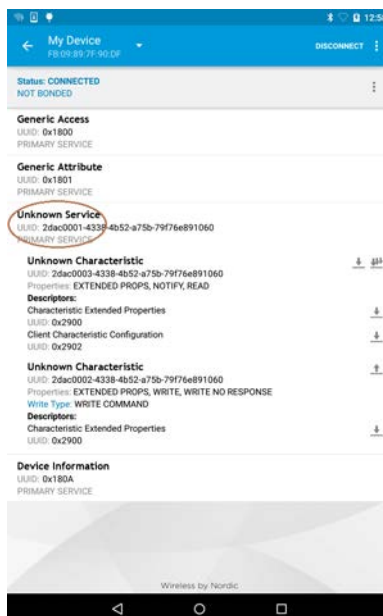 12:50
My Device
FB:09:89:7F:90:DF
DISCONNECT
Status: CONNECTED
NOT BONDED
Generic Access
UUID: 0x1800
PRIMARY SERVICE
Generic Attribute
UUID: 0x1801
PRIMARY SERVICE
Unknown Service
UUID: 2dac0001-4338-4b52-a75b-79f76e891060
PRIMARY SERVICE
Unknown Characteristic
UUID: 2dac0003-4338-4b52-a75b-79f76e891060
Properties: EXTENDED PROPS, NOTIFY, READ
Descriptors:
Characteristic Extended Properties
UUID: 0x2900
Client Characteristic Configuration
UUID: 0x2902
Unknown Characteristic
UUID: 2dac0002-4338-4b52-a75b-79f76e891060
Properties: EXTENDED PROPS, WRITE, WRITE NO RESPONSE
Write Type: WRITE COMMAND
Descriptors:
Characteristic Extended Properties
UUID: 0x2900
Device Information
UUID: 0x180A
PRIMARY SERVICE
Wireless by Nordic